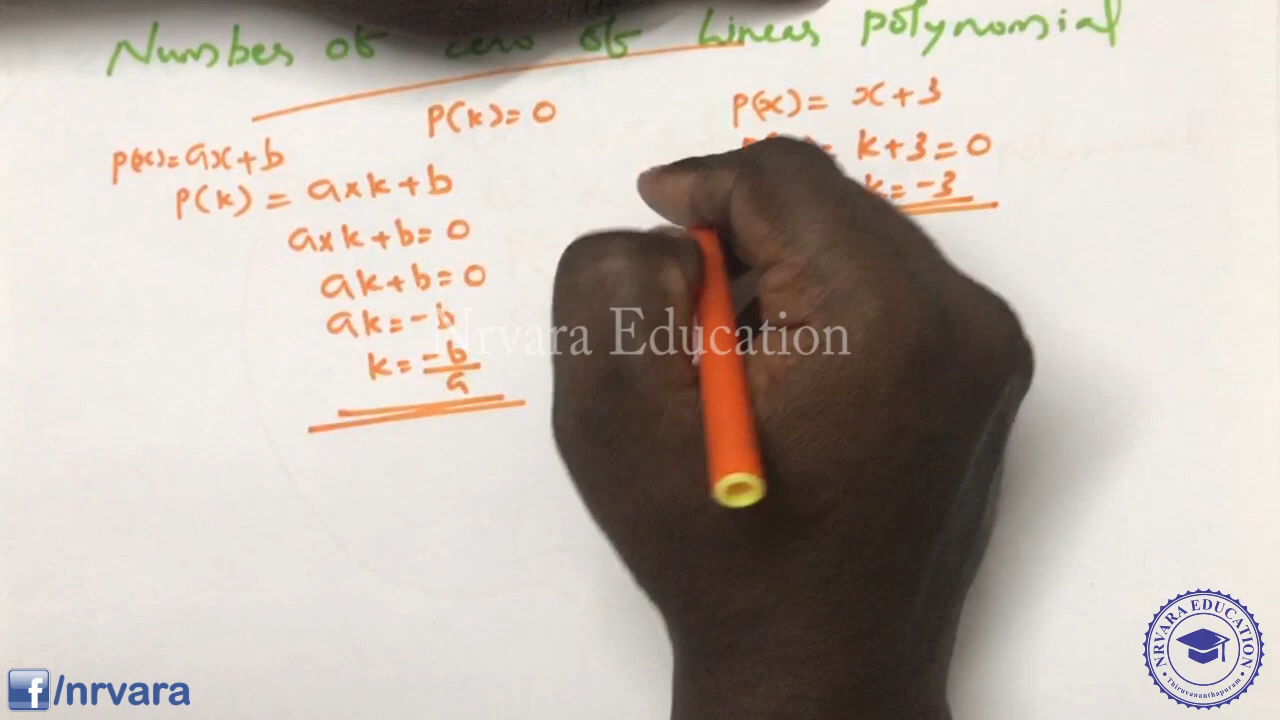 Number of zero of Linear polynomial
P(k) = 0
P(x) = ax+b
P(k) = a×k+b
a×k+b = 0
ak+b = 0
ak = -b
k = -b/a
P(x) = x+3
= k+3 = 0
k = -3
Nrvara Education
/nrvara
NRVARA EDUCATION
Thiruvananthapuram